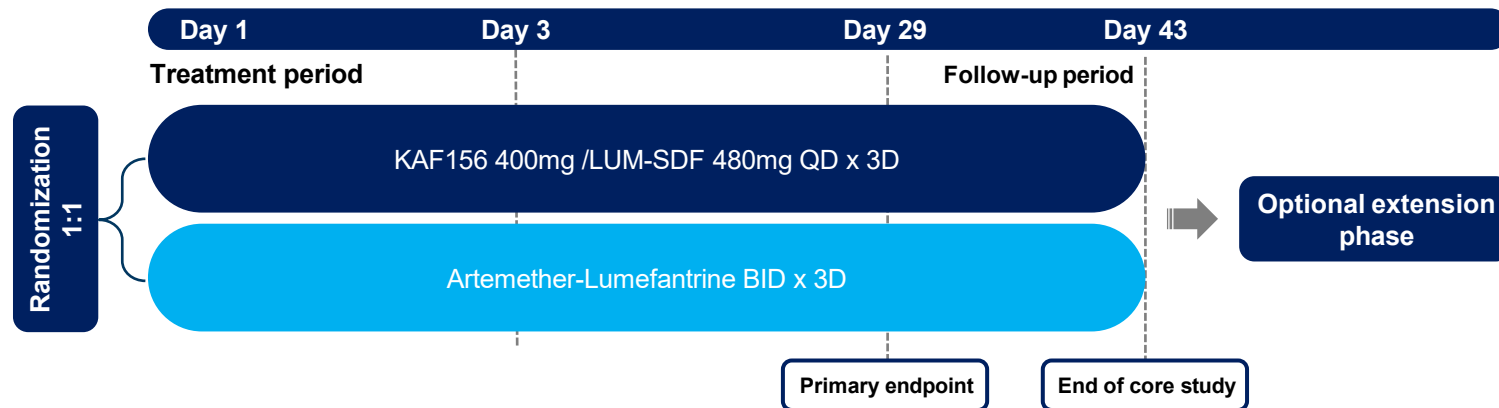 Day 1 Day 3 Day 29 Day 43
Treatment period Follow-up period
Randomization
1:1
KAF156 400mg /LUM-SDF 480mg QD x 3D
Artemether-Lumefantrine BID x 3D
Optional extension
phase
Primary endpoint End of core study